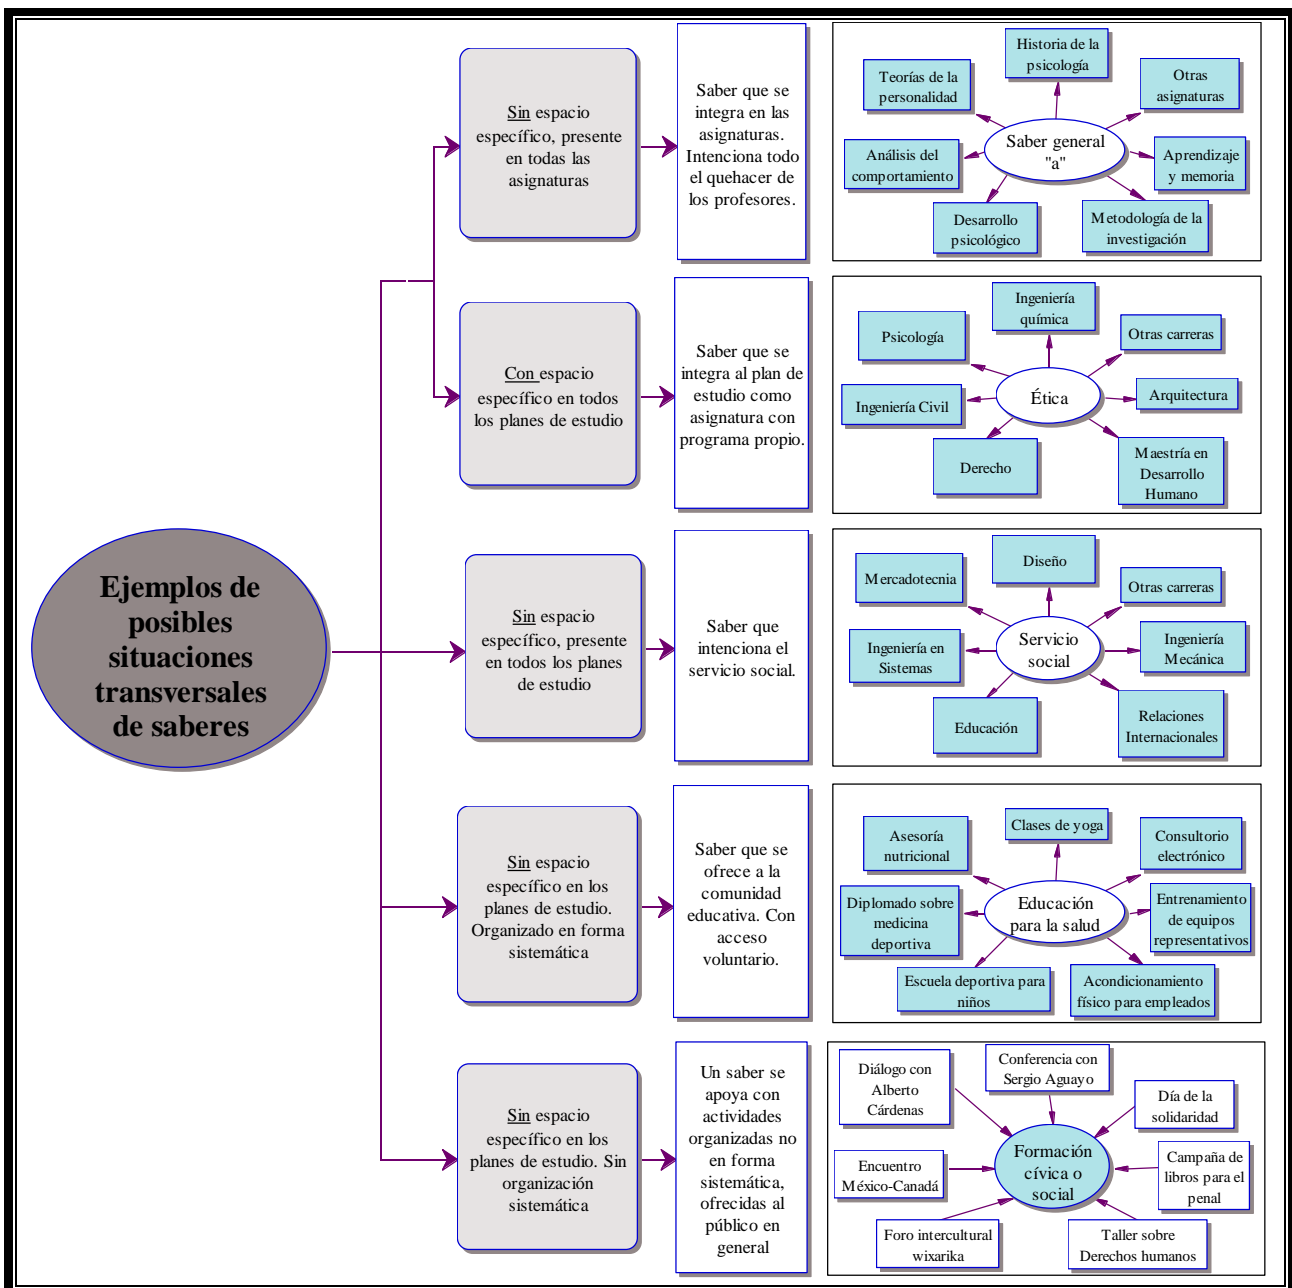 Ejemplos de
posibles
situaciones
transversales
de saberes
Sin espacio
específico, presente
en todas las
asignaturas
Saber que se
integra en las
asignaturas.
Intenciona todo
el quehacer de
los profesores.
Historia de la
psicología
Teorías de la
personalidad
Otras
asignaturas
Saber general
"a"
Análisis del
comportamiento
Aprendizaje
y memoria
Desarrollo
psicológico
Metodología de la
investigación
Con espacio
específico en todos
los planes de estudio
Saber que se
integra al plan de
estudio como
asignatura con
programa propio.
Ingeniería
química
Psicología
Otras carreras
Ética
Ingeniería Civil
Arquitectura
Derecho
Maestría en
Desarrollo
Humano
Sin espacio
específico, presente
en todos los planes
de estudio
Saber que
intenciona el
servicio social.
Diseño
Mercadotecnia
Otras carreras
Servicio
social
Ingeniería en
Sistemas
Ingeniería
Mecánica
Educación
Relaciones
Internacionales
Sin espacio
específico en los
planes de estudio.
Organizado en forma
sistemática
Saber que se
ofrece a la
comunidad
educativa. Con
acceso
voluntario.
Clases de yoga
Asesoría
nutricional
Consultorio
electrónico
Educación
para la salud
Diplomado sobre
medicina
deportiva
Entrenamiento
de equipos
representativos
Escuela deportiva para
niños
Acondicionamiento
físico para empleados
Sin espacio
específico en los
planes de estudio. Sin
organización
sistemática
Un saber se
apoya con
actividades
organizadas no
en forma
sistemática,
ofrecidas al
público en
general
Diálogo con
Alberto
Cárdenas
Conferencia con
Sergio Aguayo
Día de la
solidaridad
Formación
cívica o
social
Encuentro
México-Canadá
Campaña de
libros para el
penal
Foro intercultural
wixarika
Taller sobre
Derechos humanos